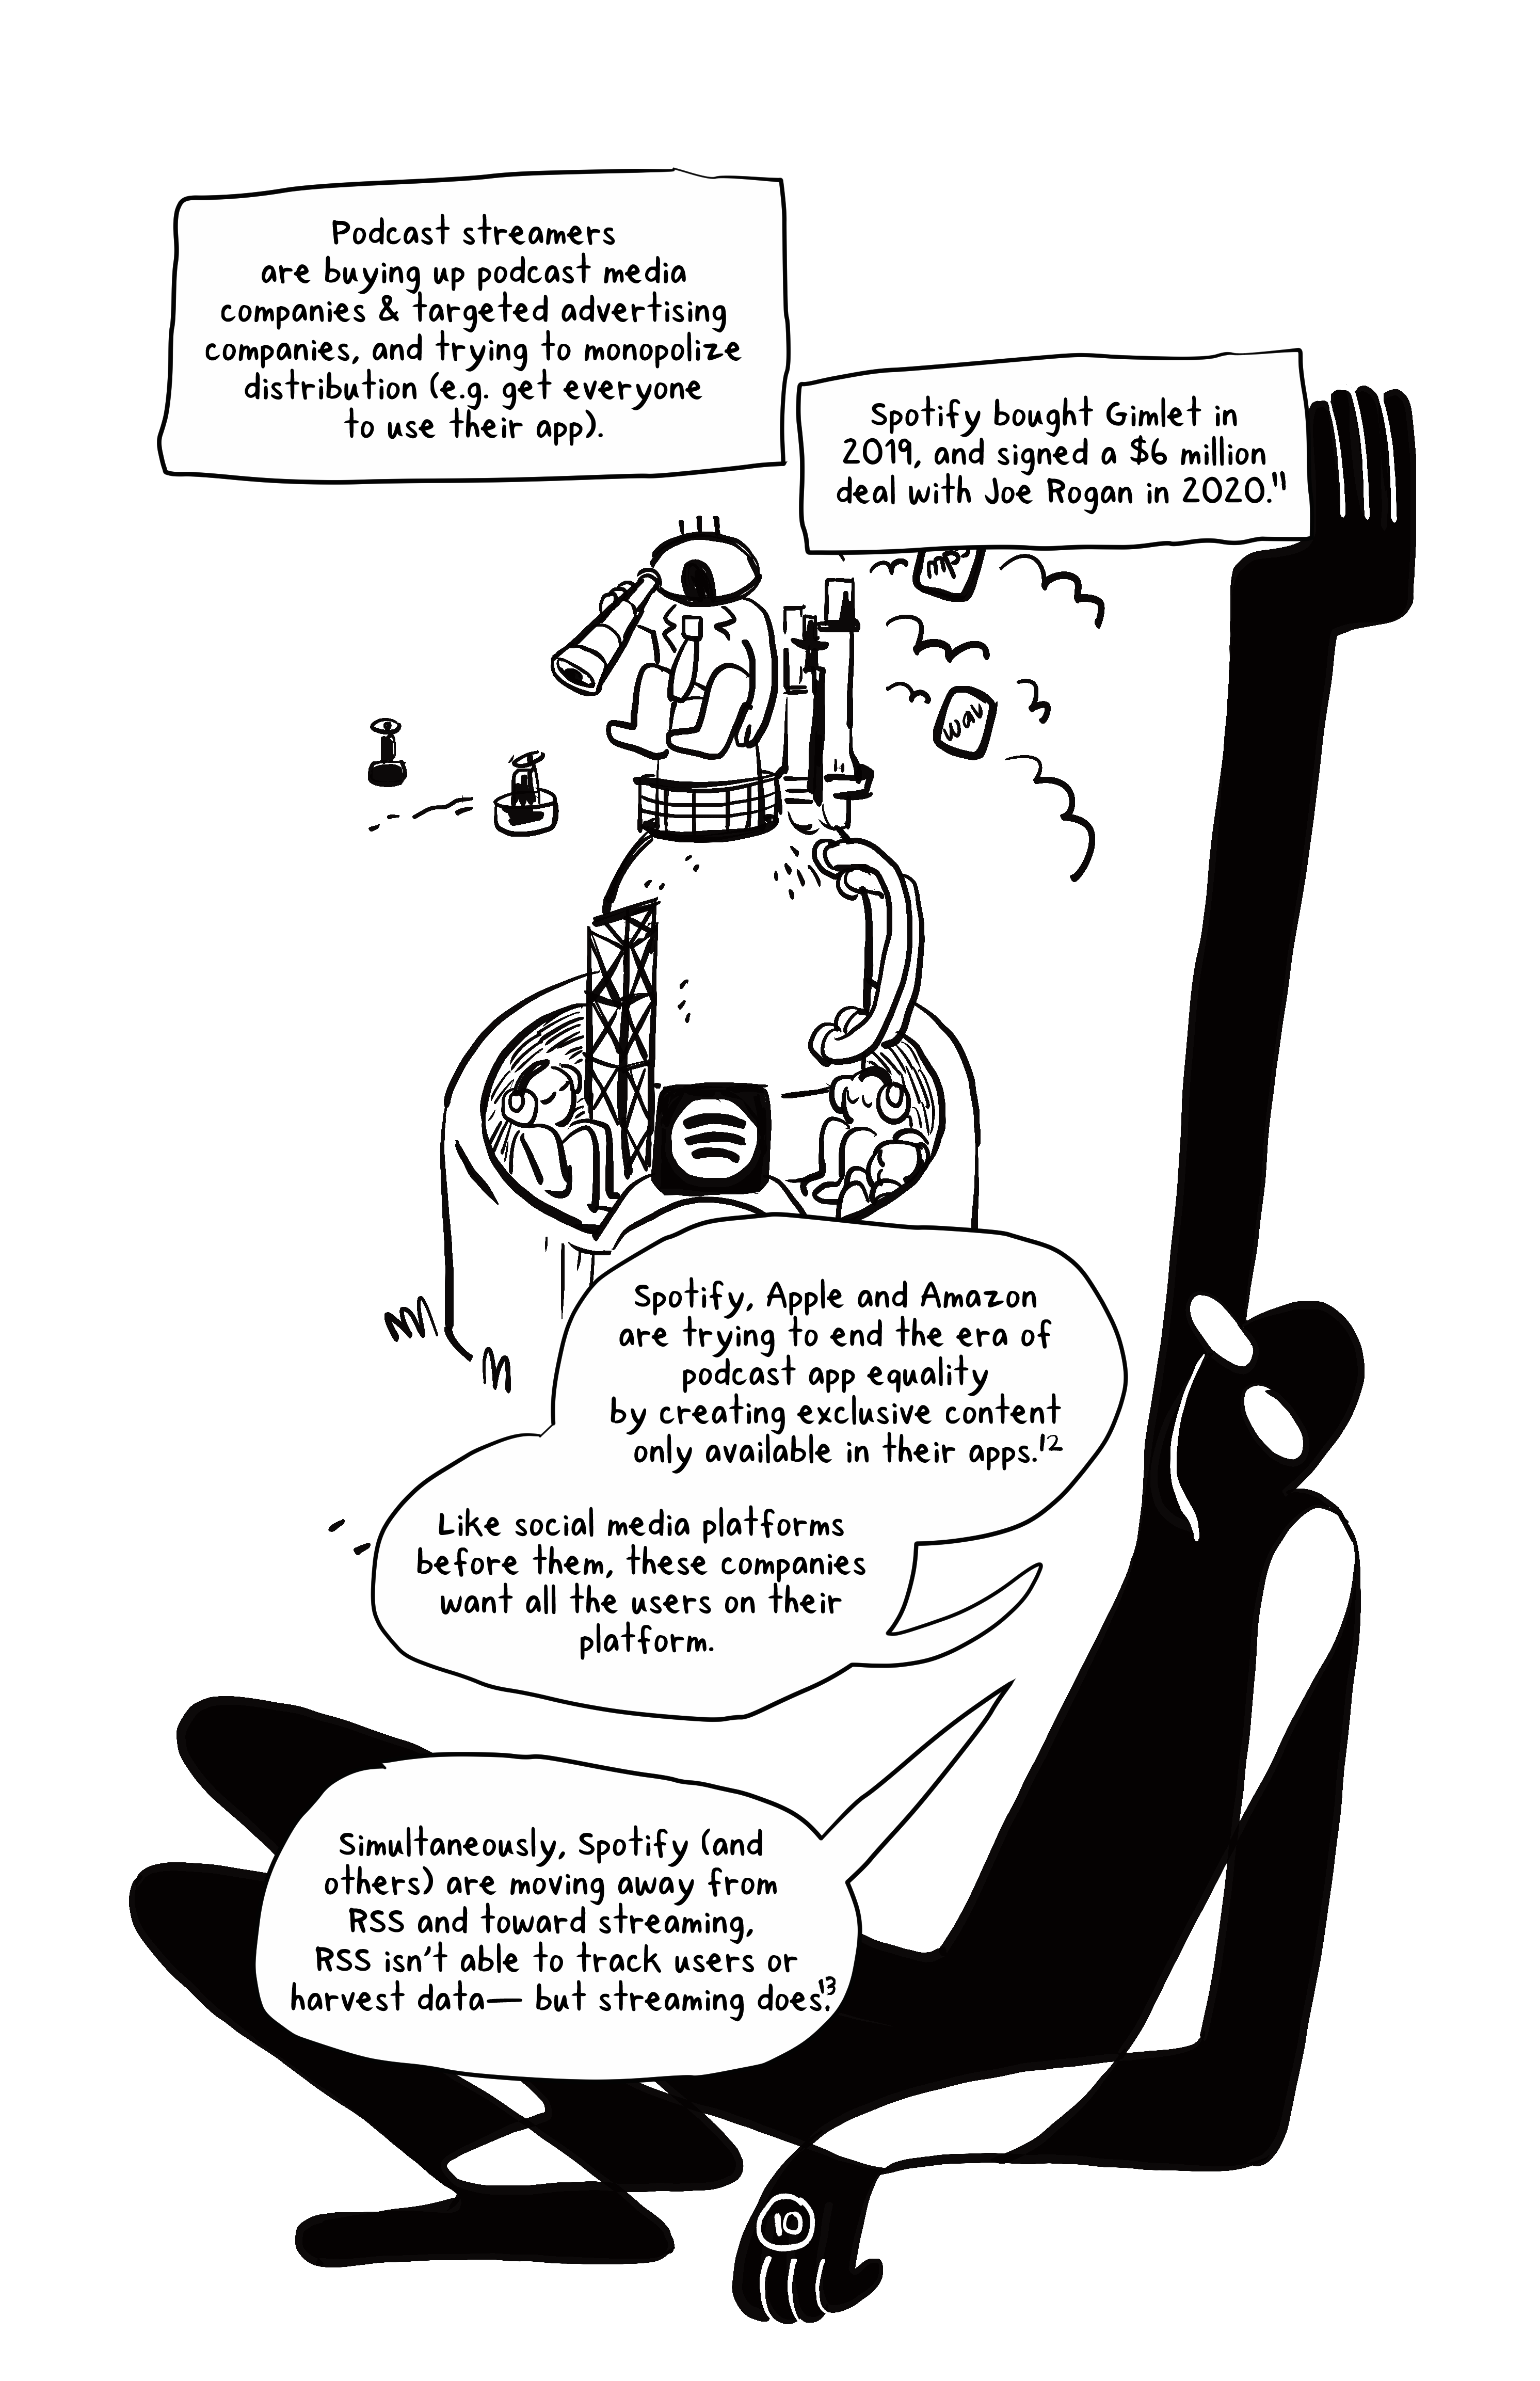 Podcast streamers
are buying up podcast media
companies & targeted advertising
companies, and trying to monopolize
distribution (e.g. get everyone
to use their app).
Spotify bought Gimlet in
2019, and signed a $6 million
deal with Joe Rogan in 2020.11
mp3
wav
Spotify, Apple and Amazon
are trying to end the era of
podcast app equality
by creating exclusive content
only available in their apps.12
Like social media platforms
before them, these companies
want all the users on their
platform.
Simultaneously, Spotify (and
others) are moving away from
RSS and toward streaming,
RSS isn't able to track users or
harvest data— but streaming does.13
10